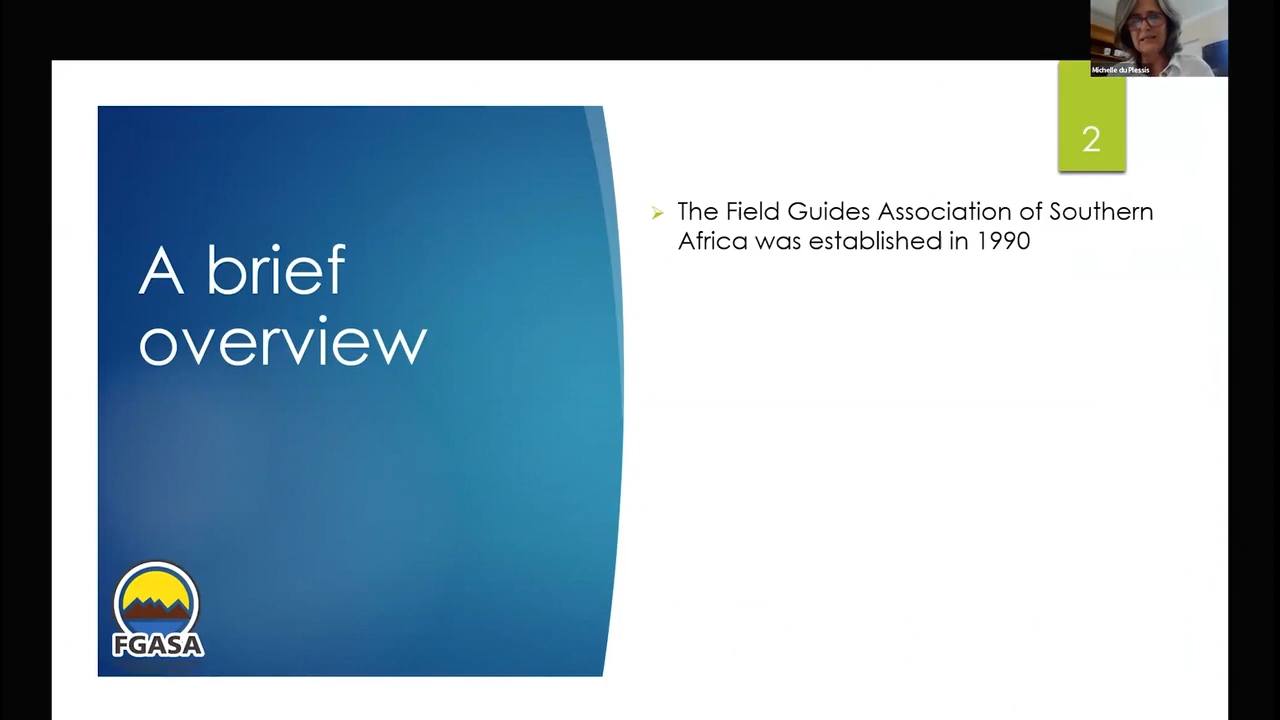 Michelle du Plessis
2
A brief
overview
The Field Guides Association of Southern
Africa was established in 1990
FGASA